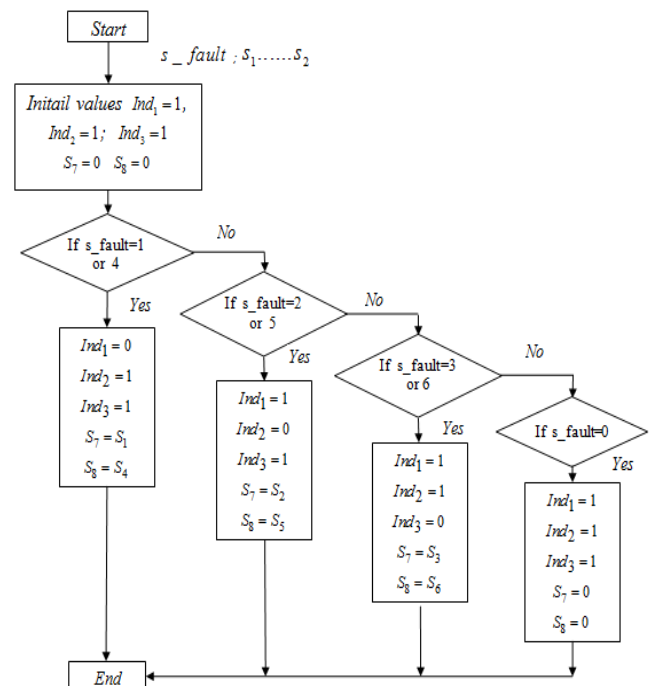 Start
s_fault ; S₁......S₂
Initail values Ind₁ = 1,
Ind₂ = 1; Ind₃ = 1
S₇ = 0 S₈ = 0
If s_fault=1
or 4
No
Yes
If s_fault=2
or 5
No
Yes
If s_fault=3
or 6
No
Yes
If s_fault=0
Yes
Ind₁ = 0
Ind₂ = 1
Ind₃ = 1
S₇ = S₁
S₈ = S₄
Ind₁ = 1
Ind₂ = 0
Ind₃ = 1
S₇ = S₂
S₈ = S₅
Ind₁ = 1
Ind₂ = 1
Ind₃ = 0
S₇ = S₃
S₈ = S₆
Ind₁ = 1
Ind₂ = 1
Ind₃ = 1
S₇ = 0
S₈ = 0
End